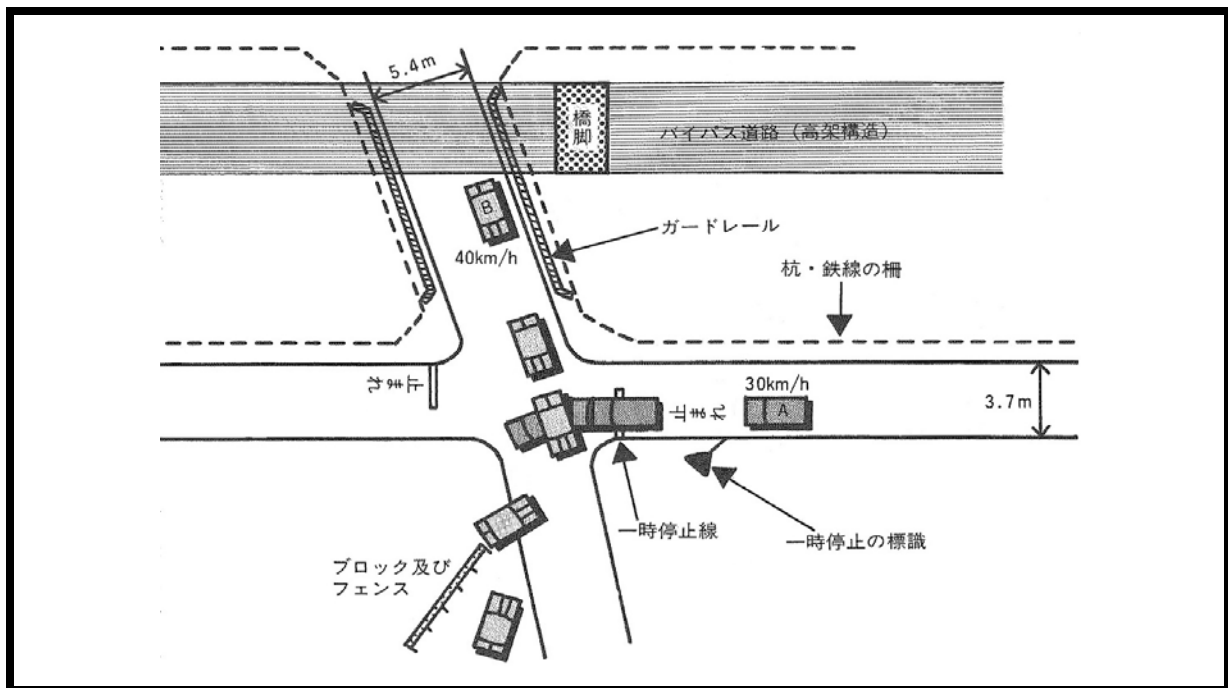 5.4m
橋脚
バイパス道路(高架構造)
B
40km/h
ガードレール
杭・鉄線の柵
止まれ
30km/h
止まれ
A
3.7m
一時停止線
一時停止の標識
ブロック及び
フェンス